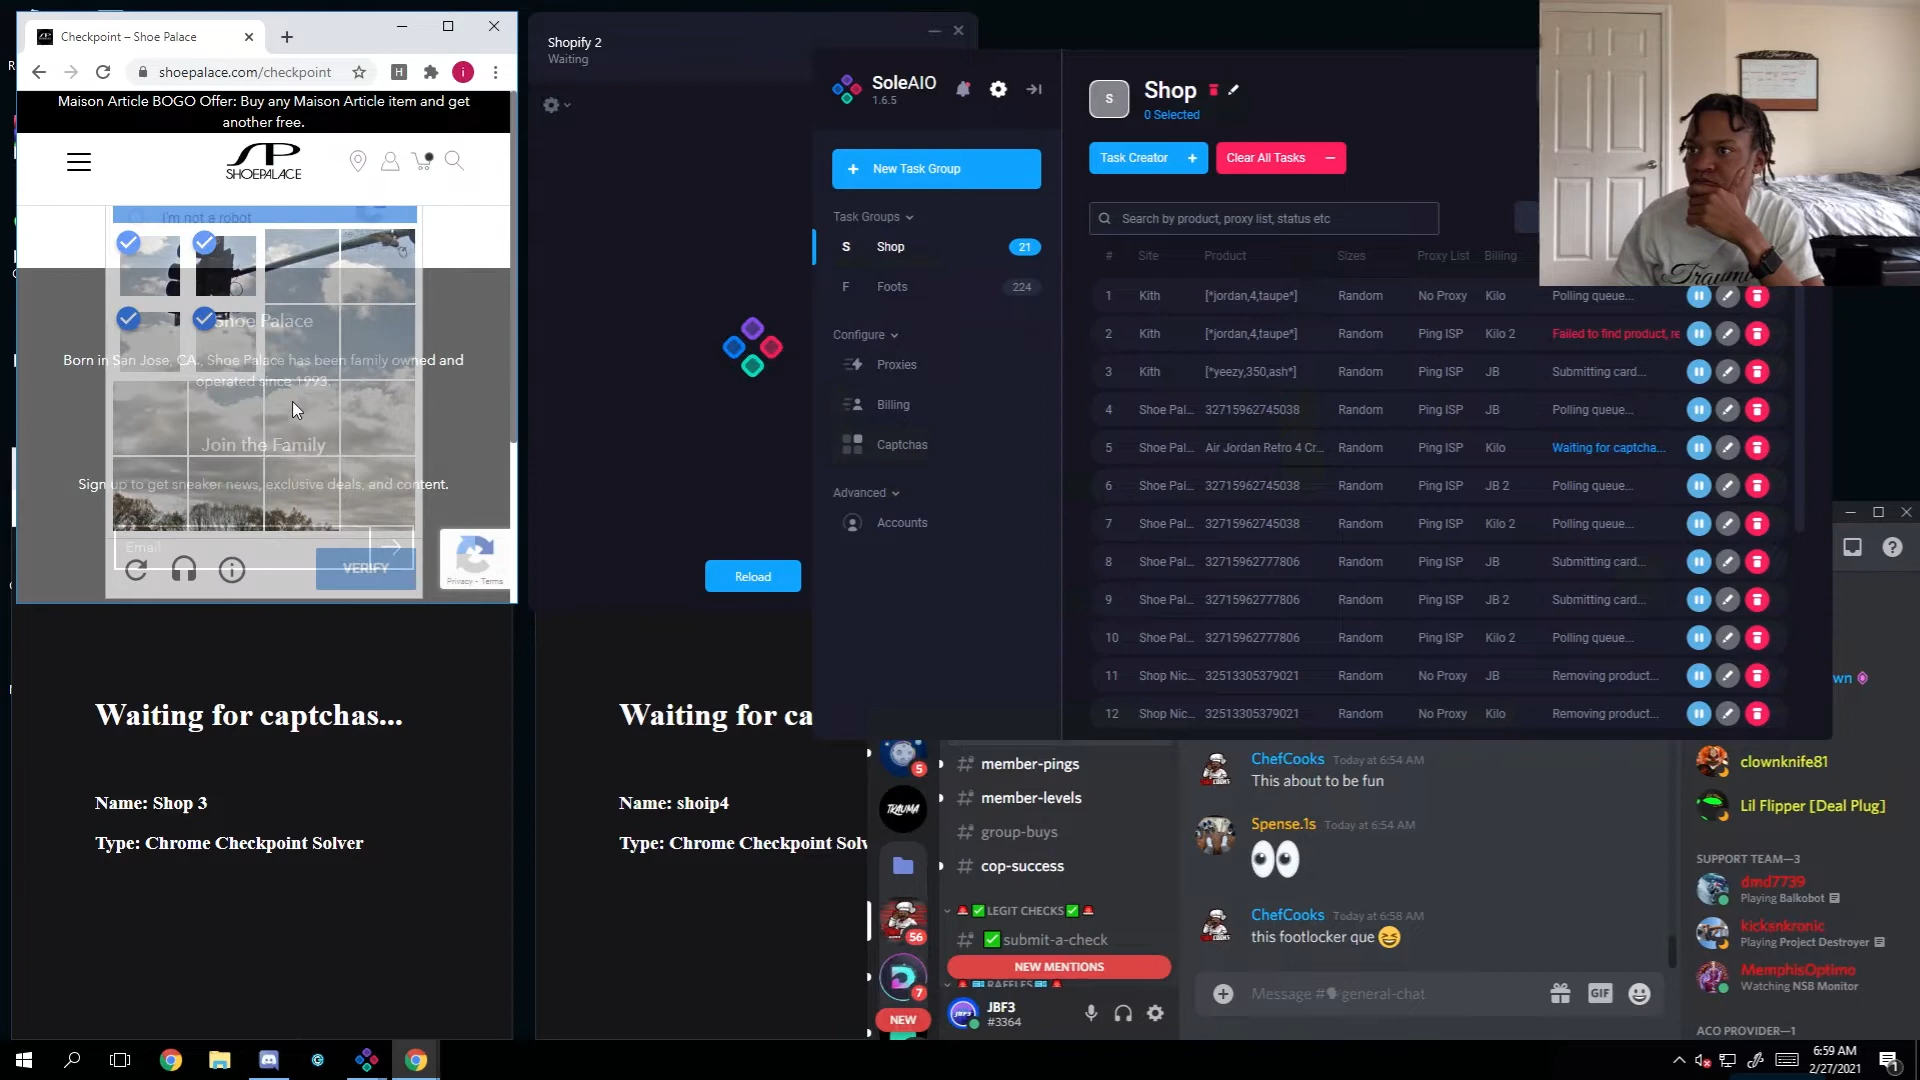 Checkpoint – Shoe Palace
shoepalace.com/checkpoint
Maison Article BOGO Offer: Buy any Maison Article item and get
another free.
SHOEPALACE
I'm not a robot
Shoe Palace
Born in San Jose, CA., Shoe Palace has been family owned and
operated since 1993.
Join the Family
Sign up to get sneaker news, exclusive deals, and content.
Email
VERIFY
Privacy - Terms
Waiting for captchas...
Name: Shop 3
Type: Chrome Checkpoint Solver
Shopify 2
Waiting
Reload
Waiting for ca
Name: shoip4
Type: Chrome Checkpoint Solv
SoleAIO
1.6.5
+ New Task Group
Task Groups
S Shop 21
F Foots 224
Configure
Proxies
Billing
Captchas
Advanced
Accounts
S
Shop
0 Selected
Task Creator +
Clear All Tasks −
Search by product, proxy list, status etc
# Site Product Sizes Proxy List Billing
1 Kith [*jordan,4,taupe*] Random No Proxy Kilo Polling queue...
2 Kith [*jordan,4,taupe*] Random Ping ISP Kilo 2 Failed to find product, re
3 Kith [*yeezy,350,ash*] Random Ping ISP JB Submitting card...
4 Shoe Pal... 32715962745038 Random Ping ISP JB Polling queue...
5 Shoe Pal... Air Jordan Retro 4 Cr... Random Ping ISP Kilo Waiting for captcha...
6 Shoe Pal... 32715962745038 Random Ping ISP JB 2 Polling queue...
7 Shoe Pal... 32715962745038 Random Ping ISP Kilo 2 Polling queue...
8 Shoe Pal... 32715962777806 Random Ping ISP JB Submitting card...
9 Shoe Pal... 32715962777806 Random Ping ISP JB 2 Submitting card...
10 Shoe Pal... 32715962777806 Random Ping ISP Kilo 2 Polling queue...
11 Shop Nic... 32513305379021 Random No Proxy JB Removing product...
12 Shop Nic... 32513305379021 Random No Proxy Kilo Removing product...
Trauma
5
TRAUMA
56
7
NEW
# member-pings
# member-levels
# group-buys
# cop-success
LEGIT CHECKS
# submit-a-check
NEW MENTIONS
RAFFLES
JBF3
#3364
ChefCooks Today at 6:54 AM
This about to be fun
Spense.1s Today at 6:54 AM
ChefCooks Today at 6:58 AM
this footlocker que
Message #general-chat
GIF
wn
clownknife81
Lil Flipper [Deal Plug]
SUPPORT TEAM—3
dmd7739
Playing Balkobot
kicksnkronic
Playing Project Destroyer
MemphisOptimo
Watching NSB Monitor
ACO PROVIDER—1
6:59 AM
2/27/2021
1